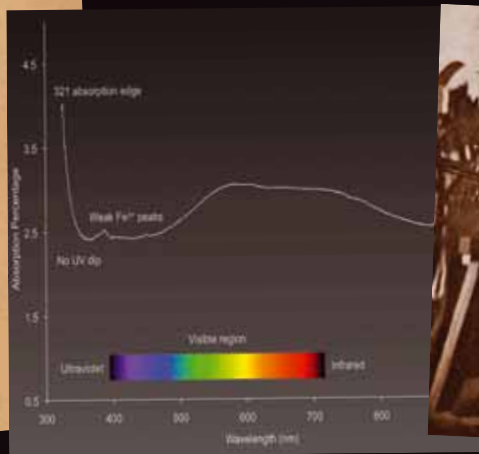 4.5
321 absorption edge
3.5
Absorption Percentage
Weak Fe³⁺ peaks
2.5
No UV dip
1.5
Visible region
Ultraviolet
Infrared
0.5
300 400 500 600 700 800
Wavelength (nm)